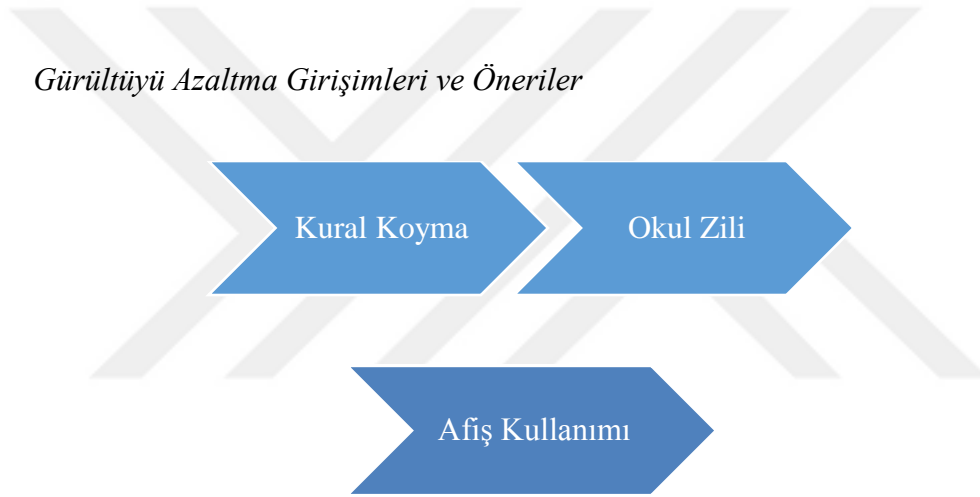 Gürültüyü Azaltma Girişimleri ve Öneriler
Kural Koyma
Okul Zili
Afiş Kullanımı